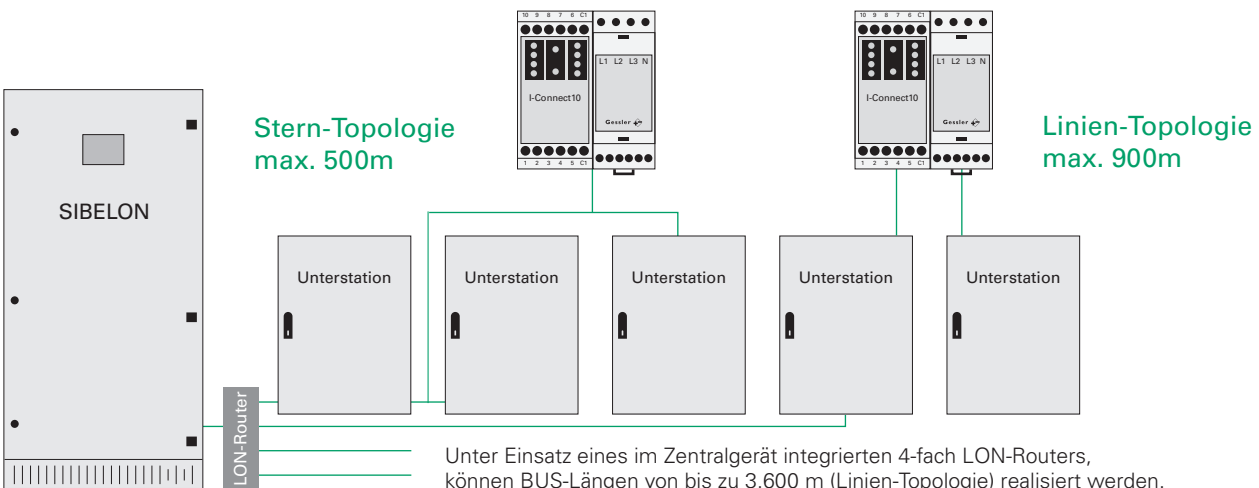 10 9 8 7 6 C1
L1 L2 L3 N
I-Connect10
Gessler
1 2 3 4 5 C1
10 9 8 7 6 C1
L1 L2 L3 N
I-Connect10
Gessler
1 2 3 4 5 C1
Stern-Topologie
max. 500m
Linien-Topologie
max. 900m
SIBELON
Unterstation
Unterstation
Unterstation
Unterstation
Unterstation
LON-Router
Unter Einsatz eines im Zentralgerät integrierten 4-fach LON-Routers,
können BUS-Längen von bis zu 3.600 m (Linien-Topologie) realisiert werden.